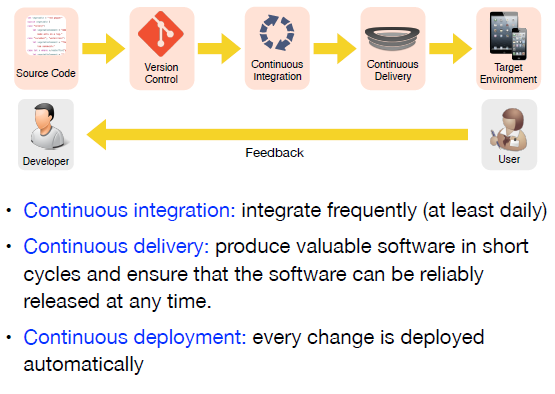 Source Code
Version
Control
Continuous
Integration
Continuous
Delivery
Target
Environment
Developer
Feedback
User
• Continuous integration: integrate frequently (at least daily)
• Continuous delivery: produce valuable software in short
cycles and ensure that the software can be reliably
released at any time.
• Continuous deployment: every change is deployed
automatically